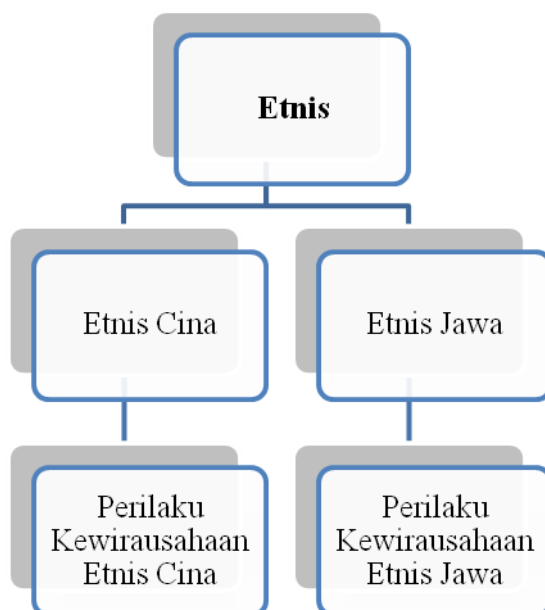 Etnis
Etnis Cina
Etnis Jawa
Perilaku
Kewirausahaan
Etnis Cina
Perilaku
Kewirausahaan
Etnis Jawa